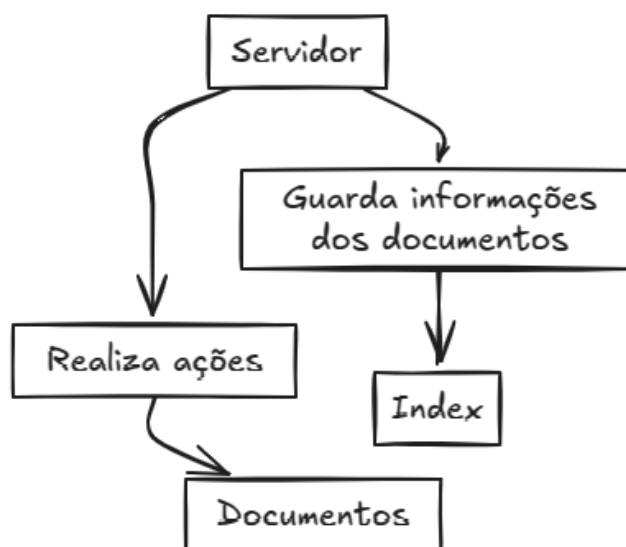 Servidor
Guarda informações
dos documentos
Realiza ações
Index
Documentos